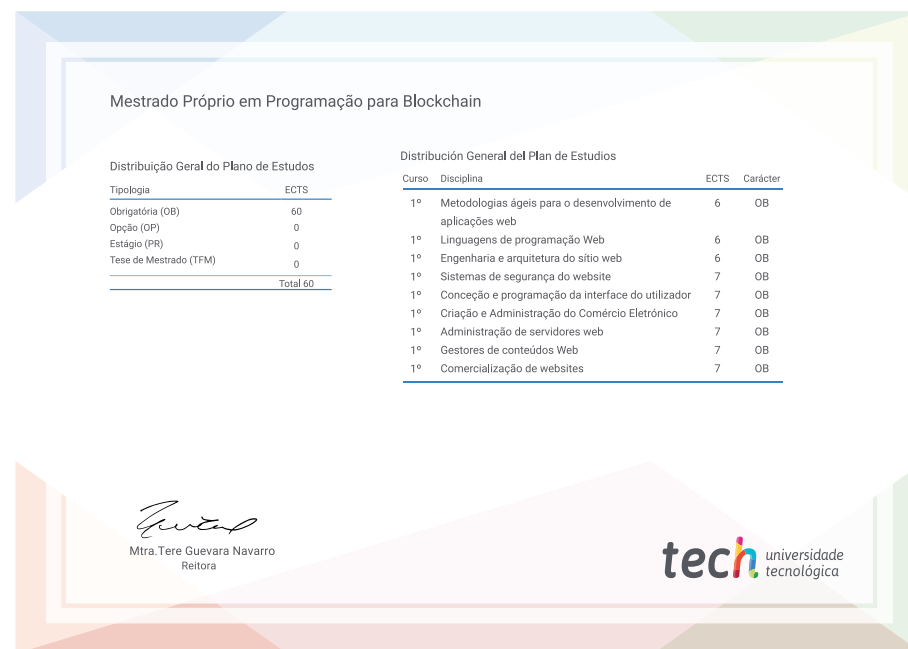 Mestrado Próprio em Programação para Blockchain
Distribuição Geral do Plano de Estudos
Tipologia ECTS
Obrigatória (OB) 60
Opção (OP) 0
Estágio (PR) 0
Tese de Mestrado (TFM) 0
Total 60
Distribución General del Plan de Estudios
Curso Disciplina ECTS Carácter
1º Metodologias ágeis para o desenvolvimento de 6 OB
aplicações web
1º Linguagens de programação Web 6 OB
1º Engenharia e arquitetura do sítio web 6 OB
1º Sistemas de segurança do website 7 OB
1º Conceção e programação da interface do utilizador 7 OB
1º Criação e Administração do Comércio Eletrónico 7 OB
1º Administração de servidores web 7 OB
1º Gestores de conteúdos Web 7 OB
1º Comercialização de websites 7 OB
Mtra.Tere Guevara Navarro
Reitora
tech universidade
tecnológica